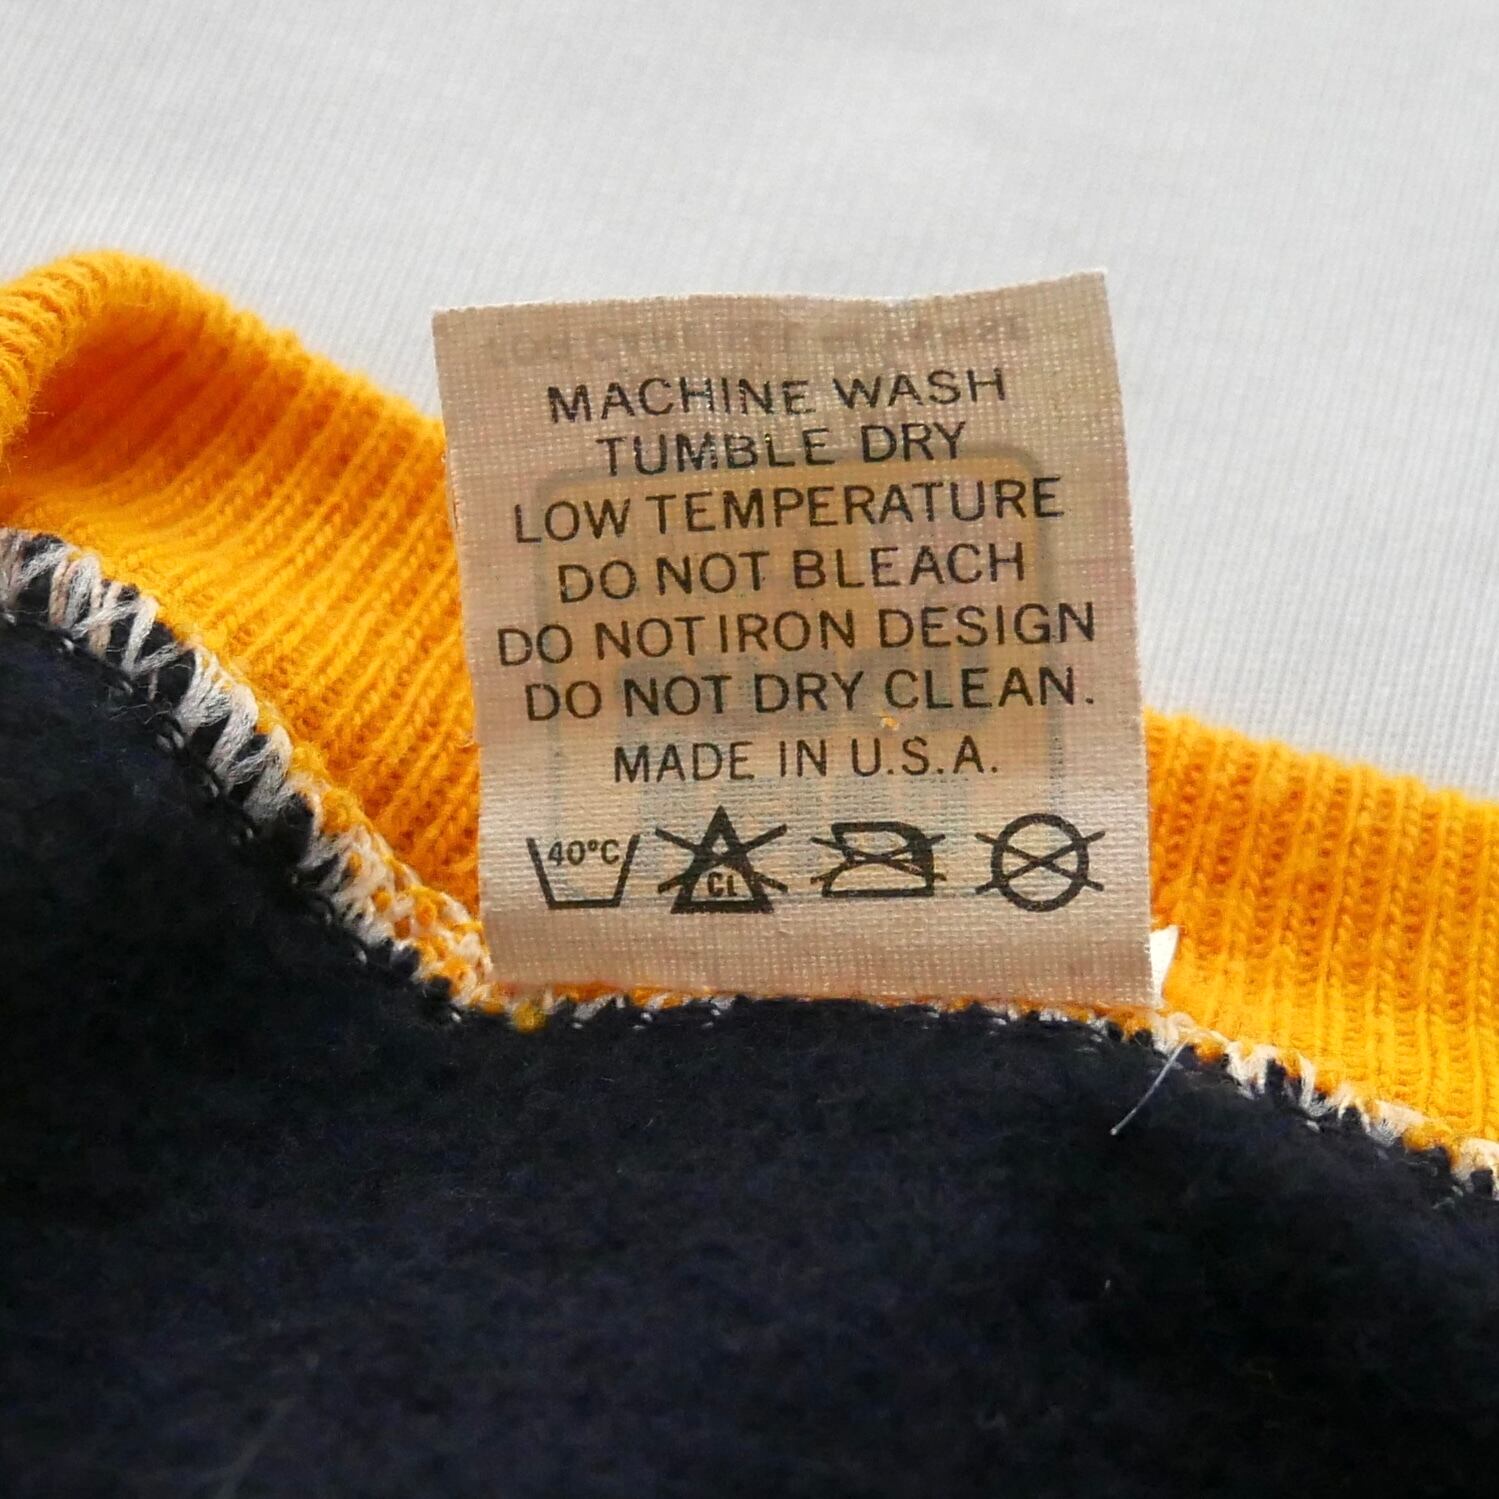 MACHINE WASH
TUMBLE DRY
LOW TEMPERATURE
DO NOT BLEACH
DO NOT IRON DESIGN
DO NOT DRY CLEAN.
MADE IN U.S.A.
40°C CL